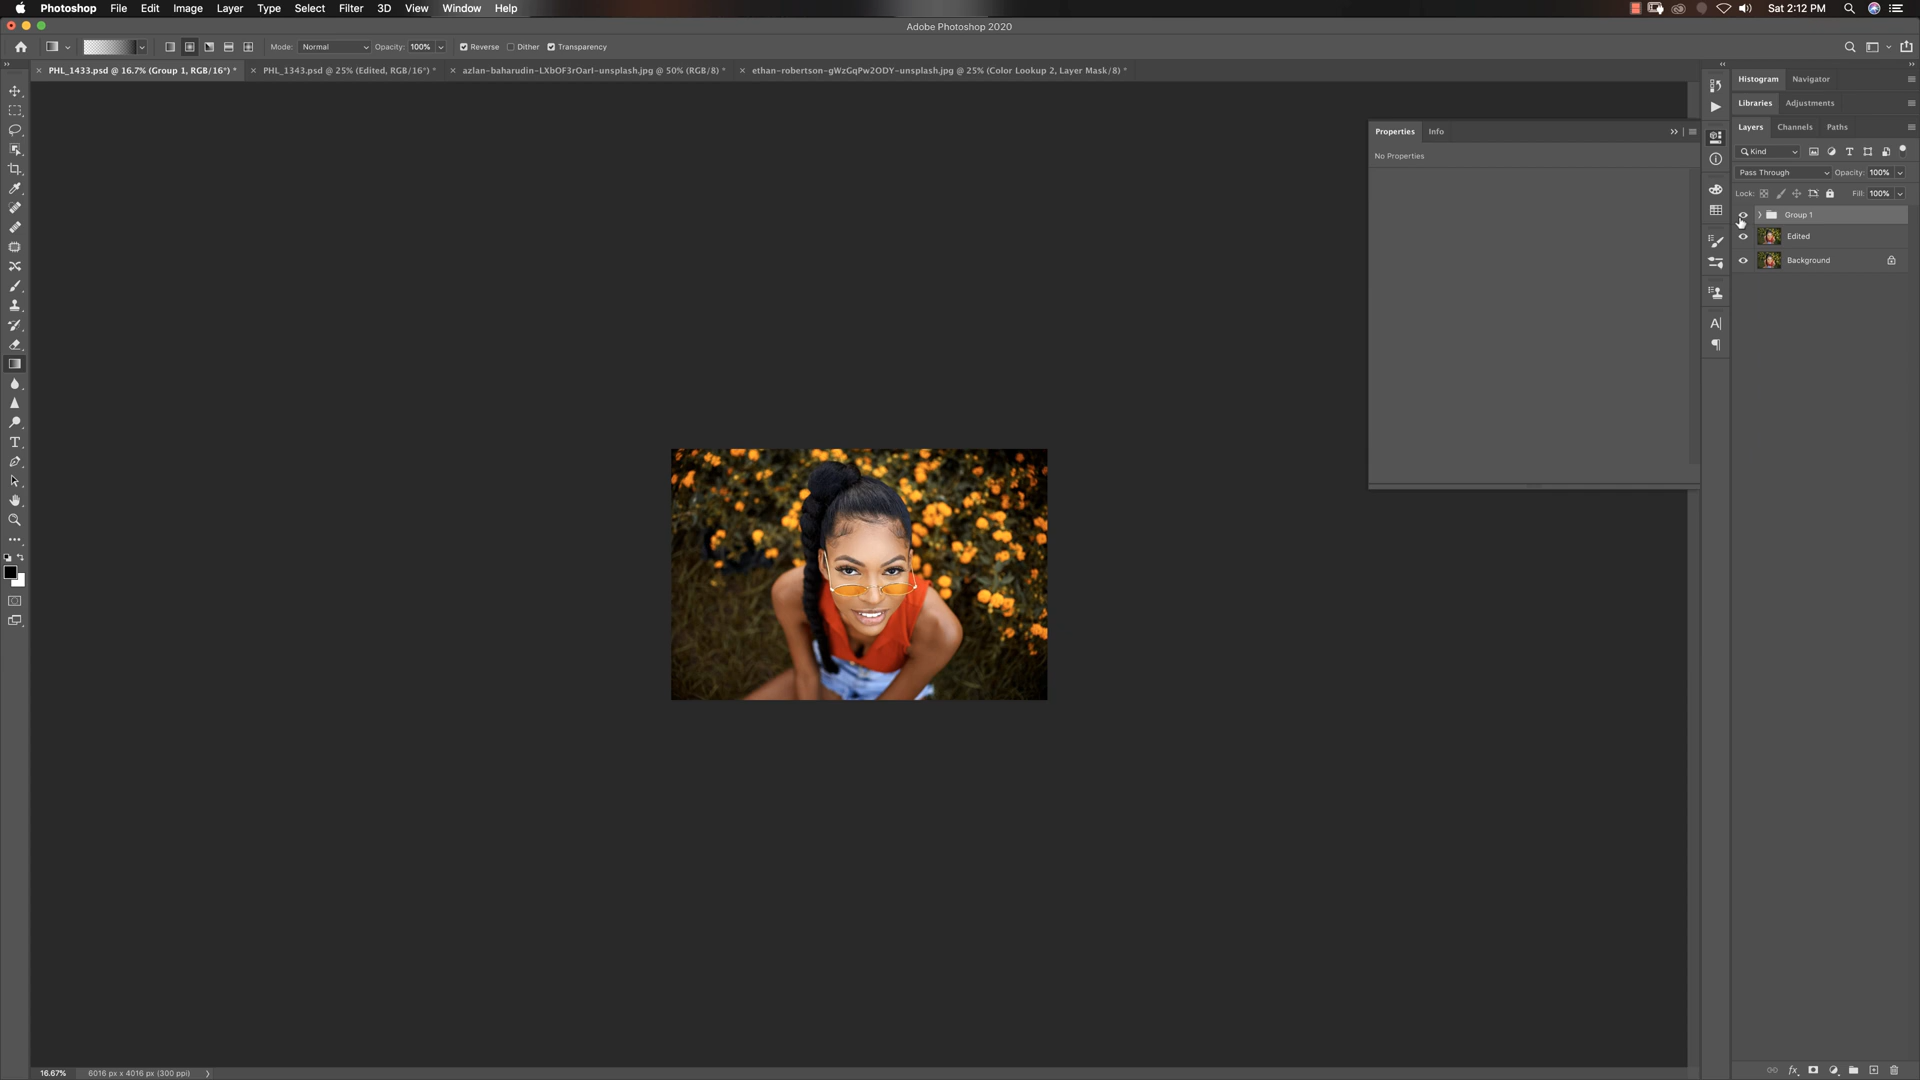 Photoshop File Edit Image Layer Type Select Filter 3D View Window Help Sat 2:12 PM
Adobe Photoshop 2020
Mode: Normal Opacity: 100% Reverse Dither Transparency
PHL_1433.psd @ 16.7% (Group 1, RGB/16*) * PHL_1343.psd @ 25% (Edited, RGB/16*) * azlan-baharudin-LXbOF3rOarI-unsplash.jpg @ 50% (RGB/8) * ethan-robertson-gWzGqPw2ODY-unsplash.jpg @ 25% (Color Lookup 2, Layer Mask/8) *
Histogram Navigator
Libraries Adjustments
Layers Channels Paths
Properties Info
Kind
No Properties
Pass Through Opacity: 100%
Lock: Fill: 100%
Group 1
Edited
Background
16.67% 6016 px x 4016 px (300 ppi)